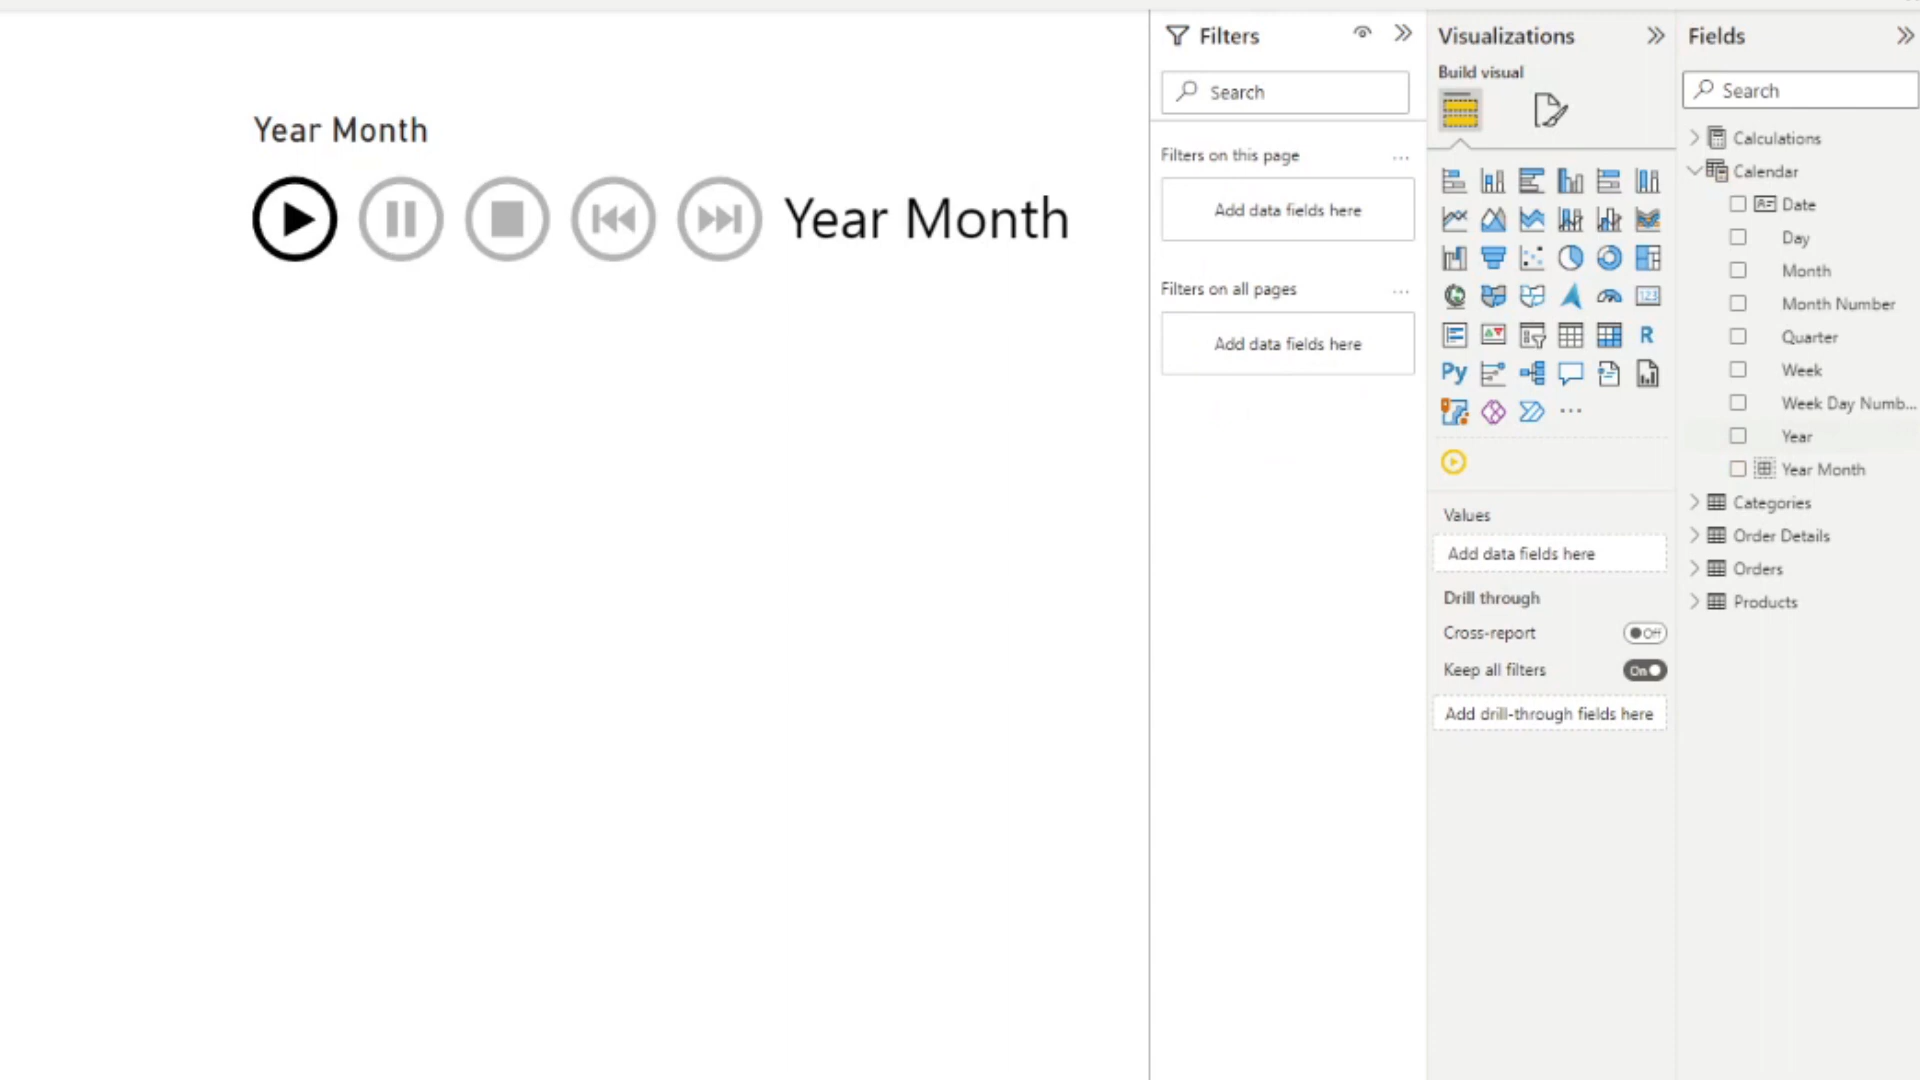 Year Month
Year Month
Filters
Search
Filters on this page
...
Add data fields here
Filters on all pages
...
Add data fields here
Visualizations
Build visual
123
R
Py
...
Values
Add data fields here
Drill through
Cross-report
Off
Keep all filters
On
Add drill-through fields here
Fields
Search
Calculations
Calendar
Date
Day
Month
Month Number
Quarter
Week
Week Day Numb...
Year
Year Month
Categories
Order Details
Orders
Products